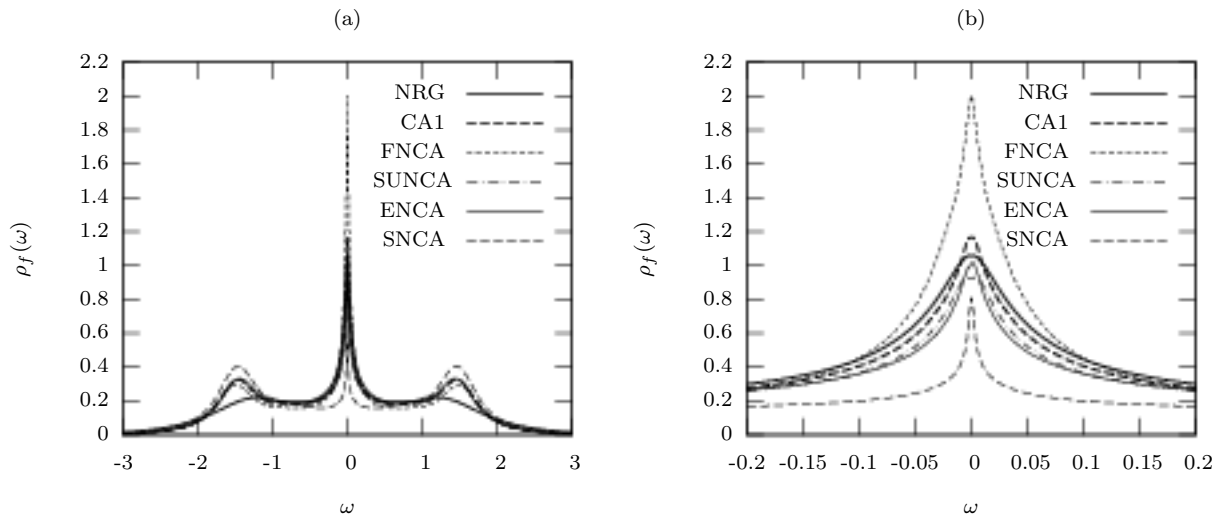 (a)
2.2
2
1.8
1.6
1.4
1.2
1
0.8
0.6
0.4
0.2
0
-3 -2 -1 0 1 2 3
ρf(ω)
ω
NRG
CA1
FNCA
SUNCA
ENCA
SNCA
(b)
2.2
2
1.8
1.6
1.4
1.2
1
0.8
0.6
0.4
0.2
0
-0.2 -0.15 -0.1 -0.05 0 0.05 0.1 0.15 0.2
ρf(ω)
ω
NRG
CA1
FNCA
SUNCA
ENCA
SNCA